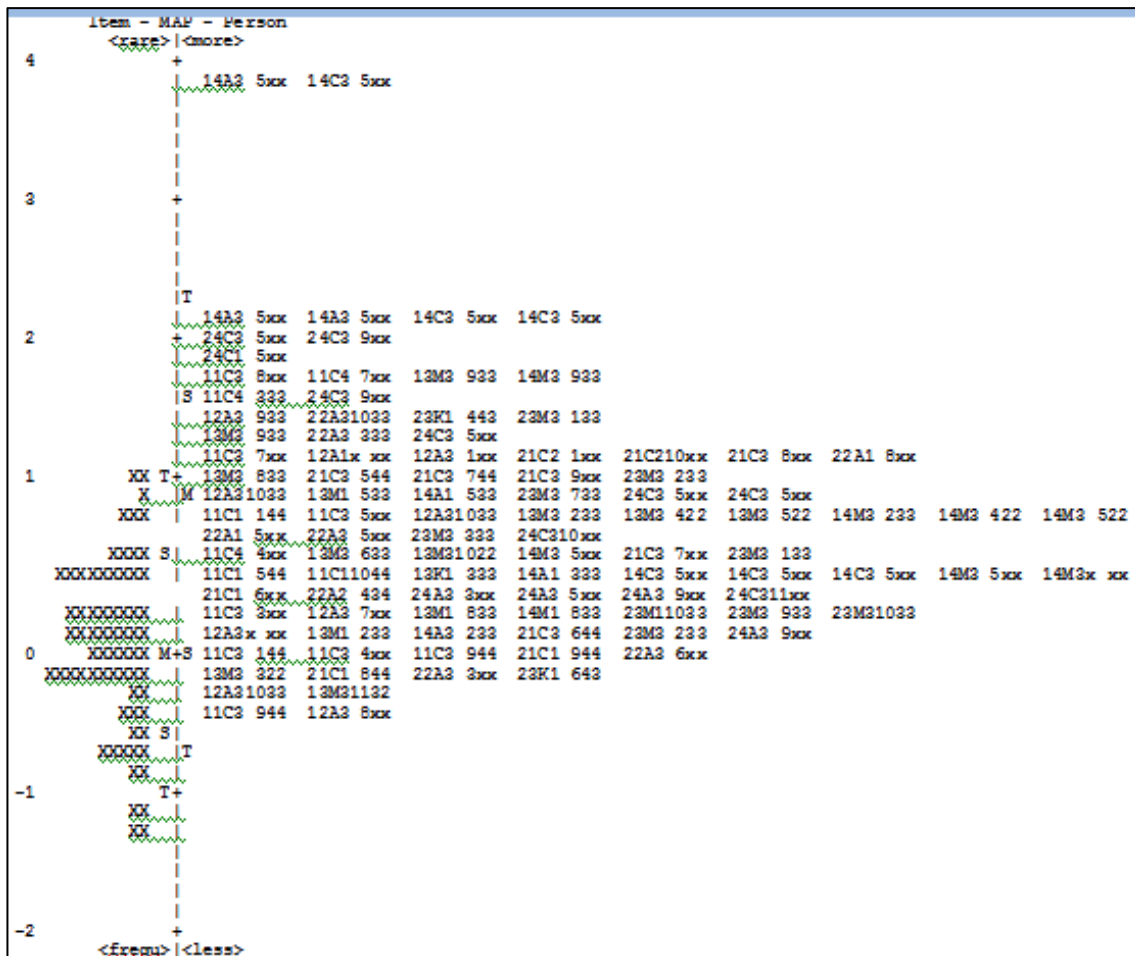 Item - MAP - Person
<rare>|<more>
4 +
| 14A3 5xx 14C3 5xx
|
|
|
|
|
|
3 +
|
|
|
|
|
|T
| 14A3 5xx 14A3 5xx 14C3 5xx 14C3 5xx
2 + 24C3 5xx 24C3 9xx
| 24C1 5xx
| 11C3 8xx 11C4 7xx 13M3 933 14M3 933
|S 11C4 333 24C3 9xx
| 12A3 933 22A31033 23K1 443 23M3 133
| 13M3 933 22A3 333 24C3 5xx
| 11C3 7xx 12A1x xx 12A3 1xx 21C2 1xx 21C210xx 21C3 8xx 22A1 8xx
1 XX T+ 13M3 833 21C3 544 21C3 744 21C3 9xx 23M3 233
X |M 12A31033 13M1 533 14A1 533 23M3 733 24C3 5xx 24C3 5xx
XXX | 11C1 144 11C3 5xx 12A31033 13M3 233 13M3 422 13M3 522 14M3 233 14M3 422 14M3 522
22A1 5xx 22A3 5xx 23M3 333 24C310xx
XXXX S| 11C4 4xx 13M3 633 13M31022 14M3 5xx 21C3 7xx 23M3 133
XXXXXXXXX | 11C1 544 11C11044 13K1 333 14A1 333 14C3 5xx 14C3 5xx 14C3 5xx 14M3 5xx 14M3x xx
21C1 6xx 22A2 434 24A3 3xx 24A3 5xx 24A3 9xx 24C311xx
XXXXXXXX | 11C3 3xx 12A3 7xx 13M1 833 14M1 833 23M11033 23M3 933 23M31033
XXXXXXXX | 12A3x xx 13M1 233 14A3 233 21C3 644 23M3 233 24A3 9xx
0 XXXXXX M+S 11C3 144 11C3 4xx 11C3 944 21C1 944 22A3 6xx
XXXXXXXXXX | 13M3 322 21C1 844 22A3 3xx 23K1 643
XX | 12A31033 13M31132
XXX | 11C3 944 12A3 8xx
XX S|
XXXXX |T
XX |
-1 T+
XX |
XX |
|
|
|
|
-2 +
<frequ>|<less>